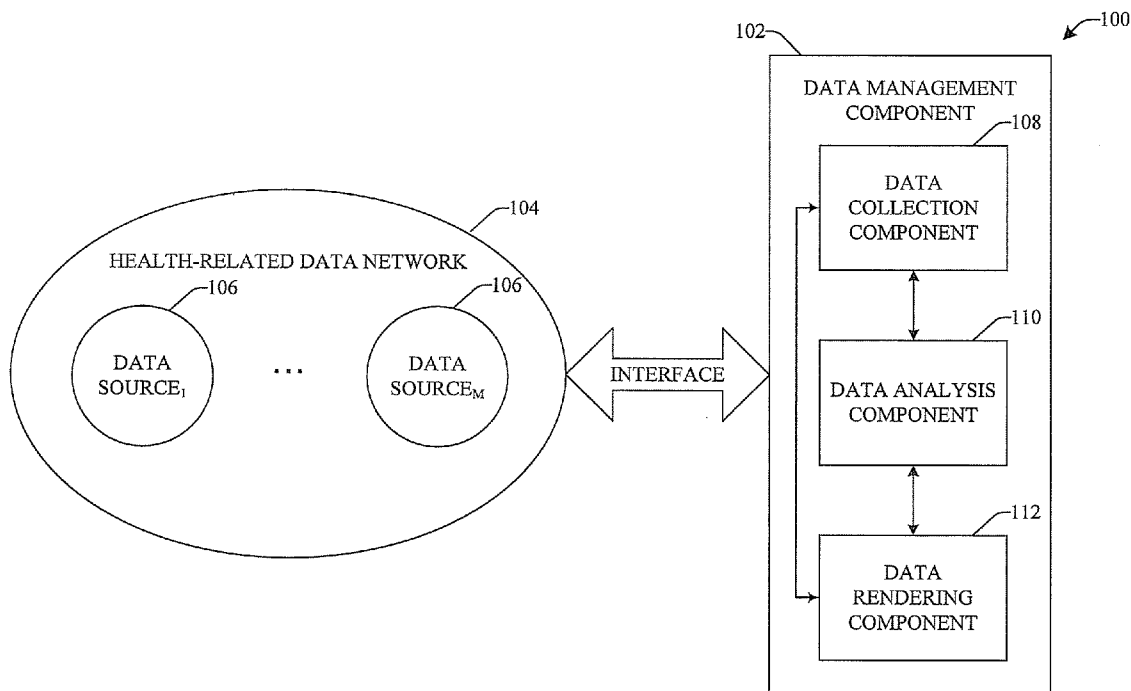 100
102
DATA MANAGEMENT
COMPONENT
108
DATA
COLLECTION
COMPONENT
104
HEALTH-RELATED DATA NETWORK
106
106
DATA
SOURCE₁
...
DATA
SOURCEM
INTERFACE
110
DATA ANALYSIS
COMPONENT
112
DATA
RENDERING
COMPONENT